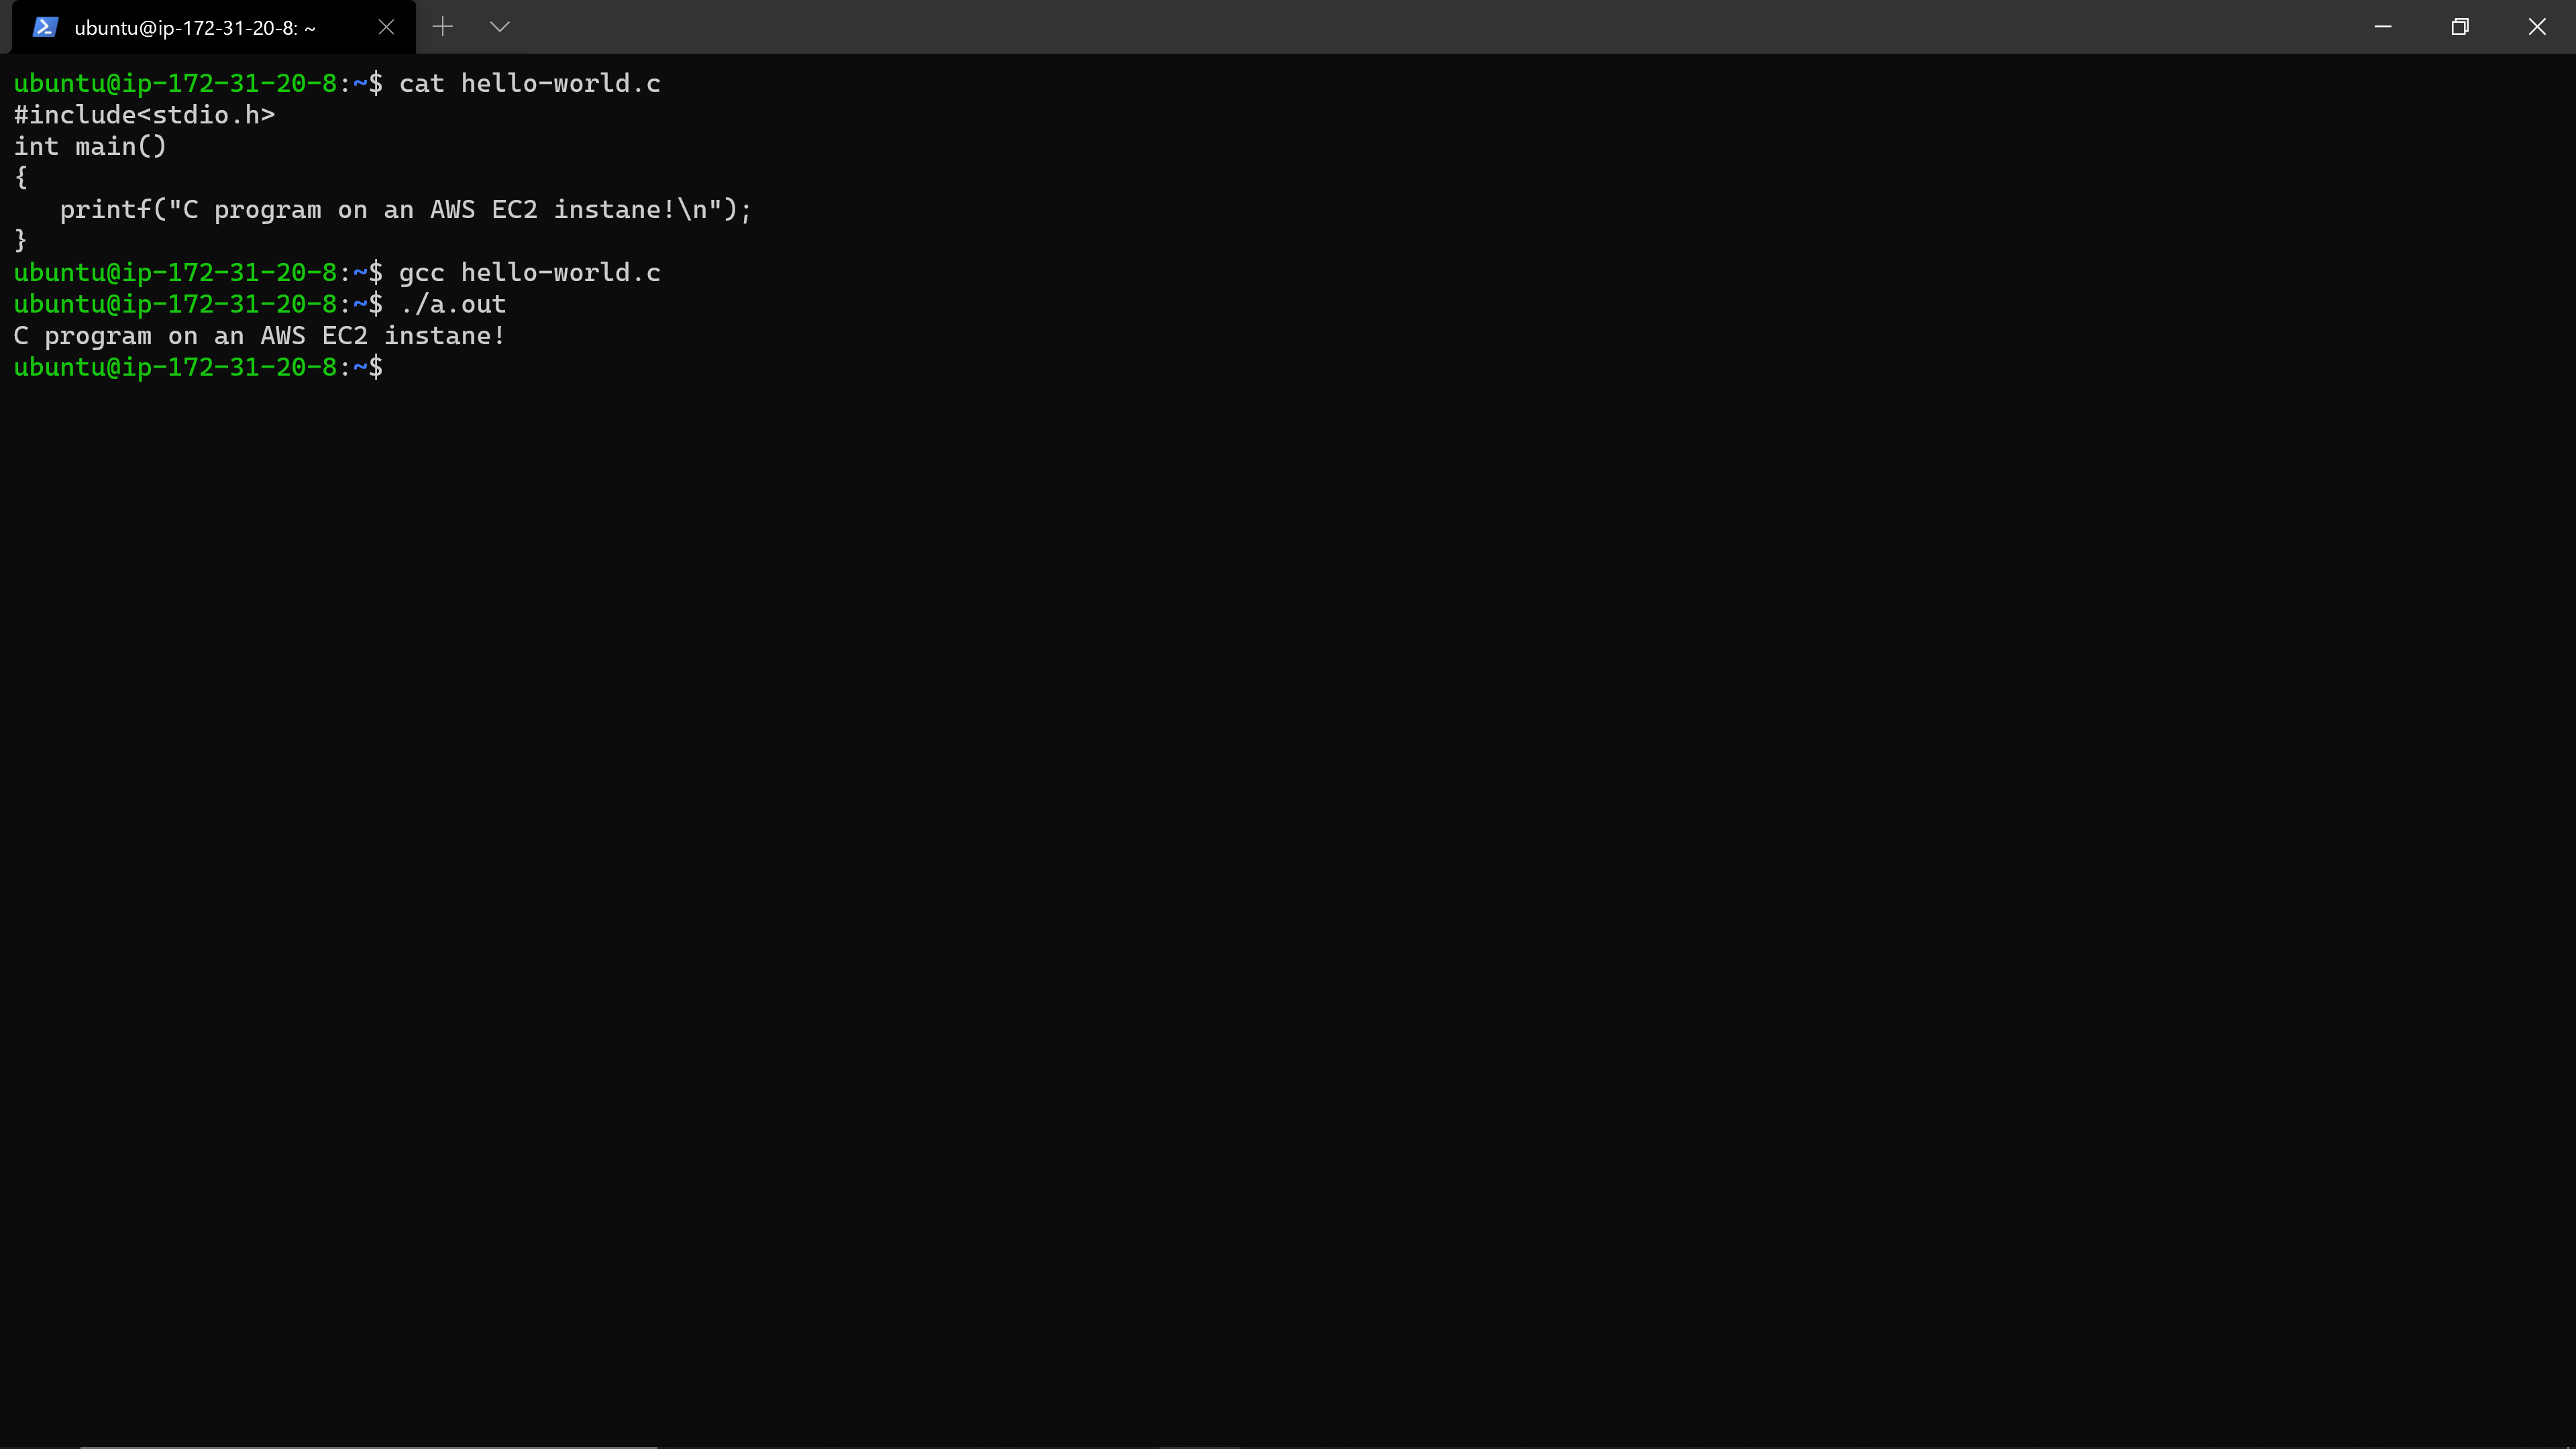 ubuntu@ip-172-31-20-8: ~
ubuntu@ip-172-31-20-8:~$ cat hello-world.c
#include<stdio.h>
int main()
{
   printf("C program on an AWS EC2 instane!\n");
}
ubuntu@ip-172-31-20-8:~$ gcc hello-world.c
ubuntu@ip-172-31-20-8:~$ ./a.out
C program on an AWS EC2 instane!
ubuntu@ip-172-31-20-8:~$